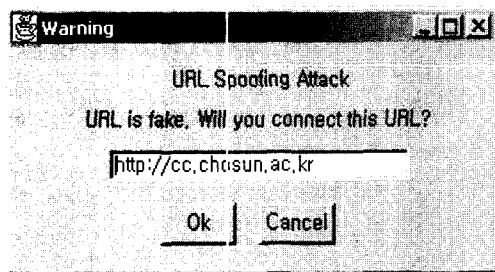 Warning
URL Spoofing Attack
URL is fake. Will you connect this URL?
http://cc.chosun.ac.kr
Ok Cancel